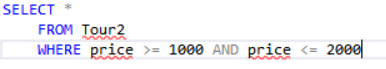 SELECT *
FROM Tour2
WHERE price >= 1000 AND price <= 2000